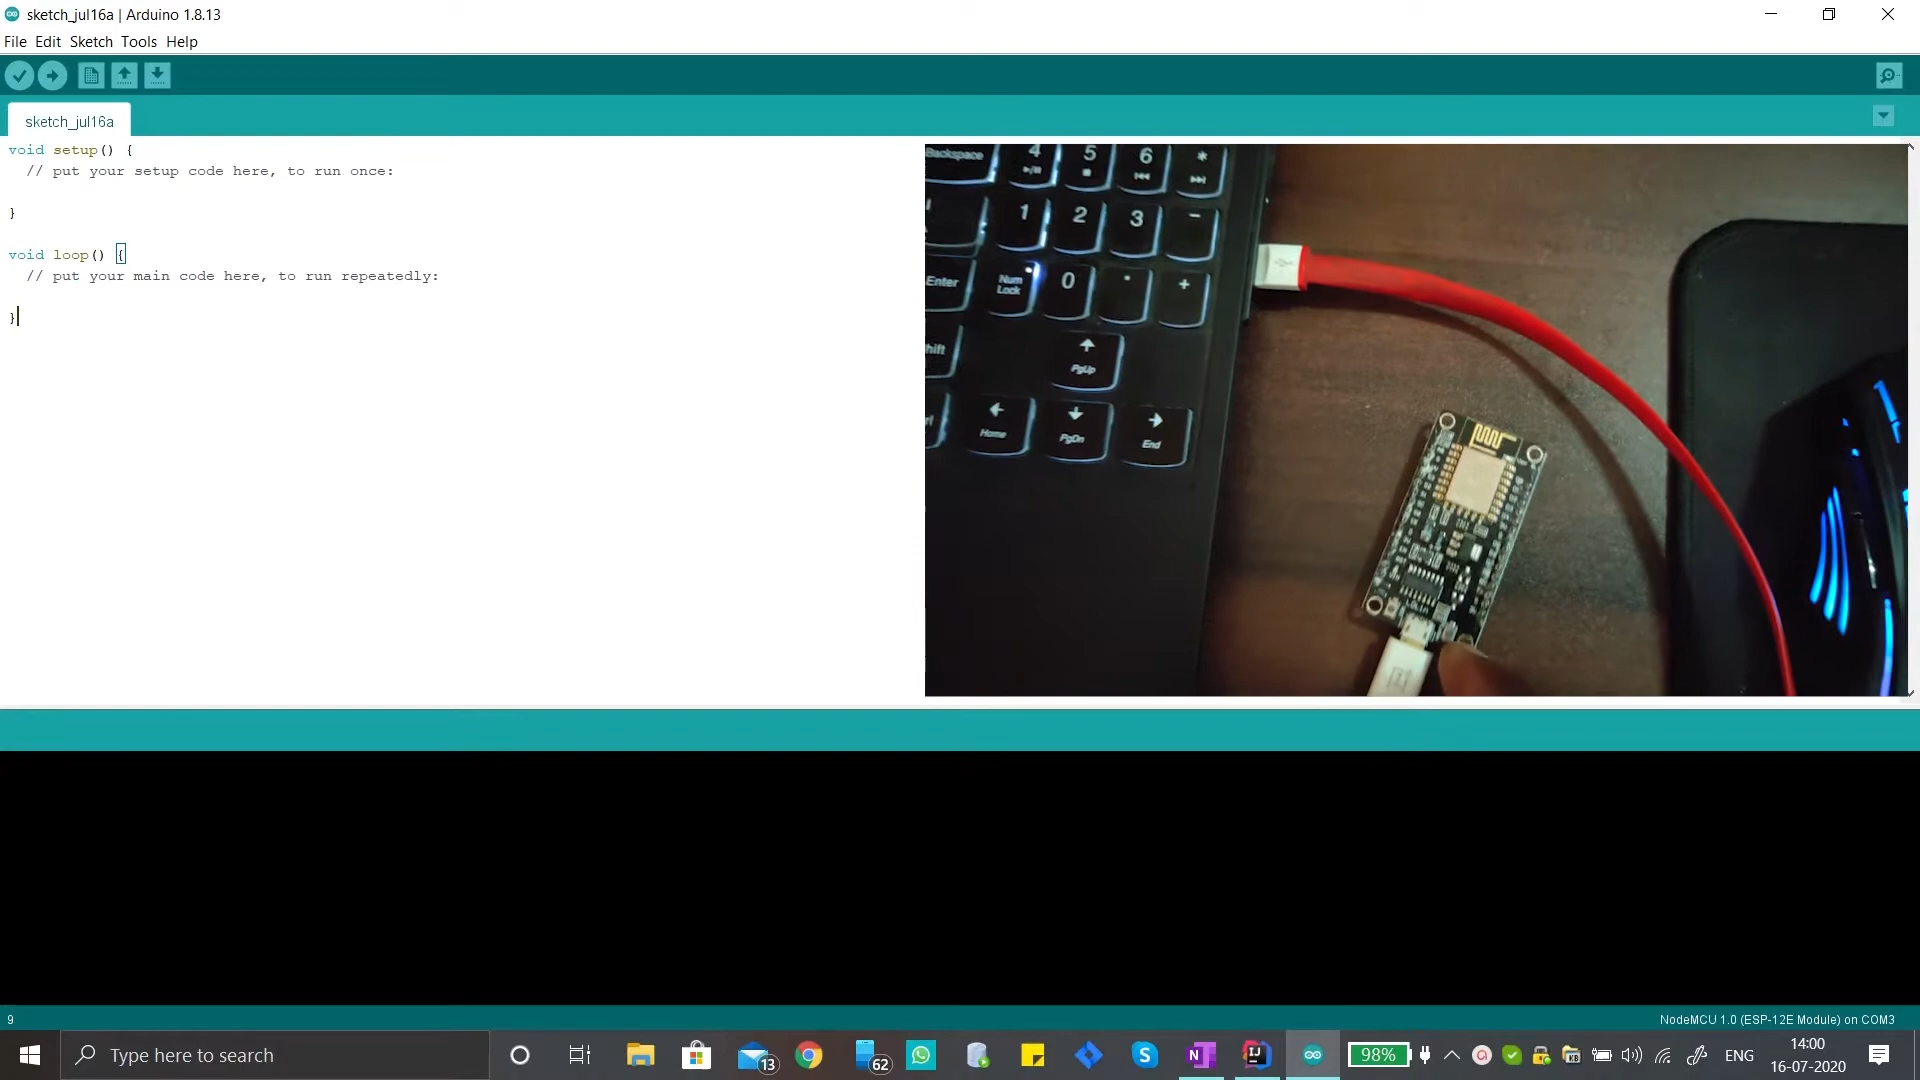 sketch_jul16a | Arduino 1.8.13
File Edit Sketch Tools Help
sketch_jul16a
void setup() {
// put your setup code here, to run once:
}
void loop() {
// put your main code here, to run repeatedly:
}
Backspace 4 5 6 *
1 2 3 -
Enter Num Lock 0 . +
PgUp
Home PgDn End
9
NodeMCU 1.0 (ESP-12E Module) on COM3
Type here to search
13
62
98%
ENG
14:00
16-07-2020